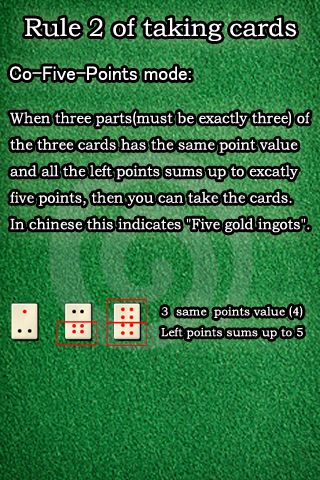 Rule 2 of taking cards
Co-Five-Points mode:
When three parts(must be exactly three) of
the three cards has the same point value
and all the left points sums up to excatly
five points, then you can take the cards.
In chinese this indicates "Five gold ingots".
3 same points value (4)
Left points sums up to 5